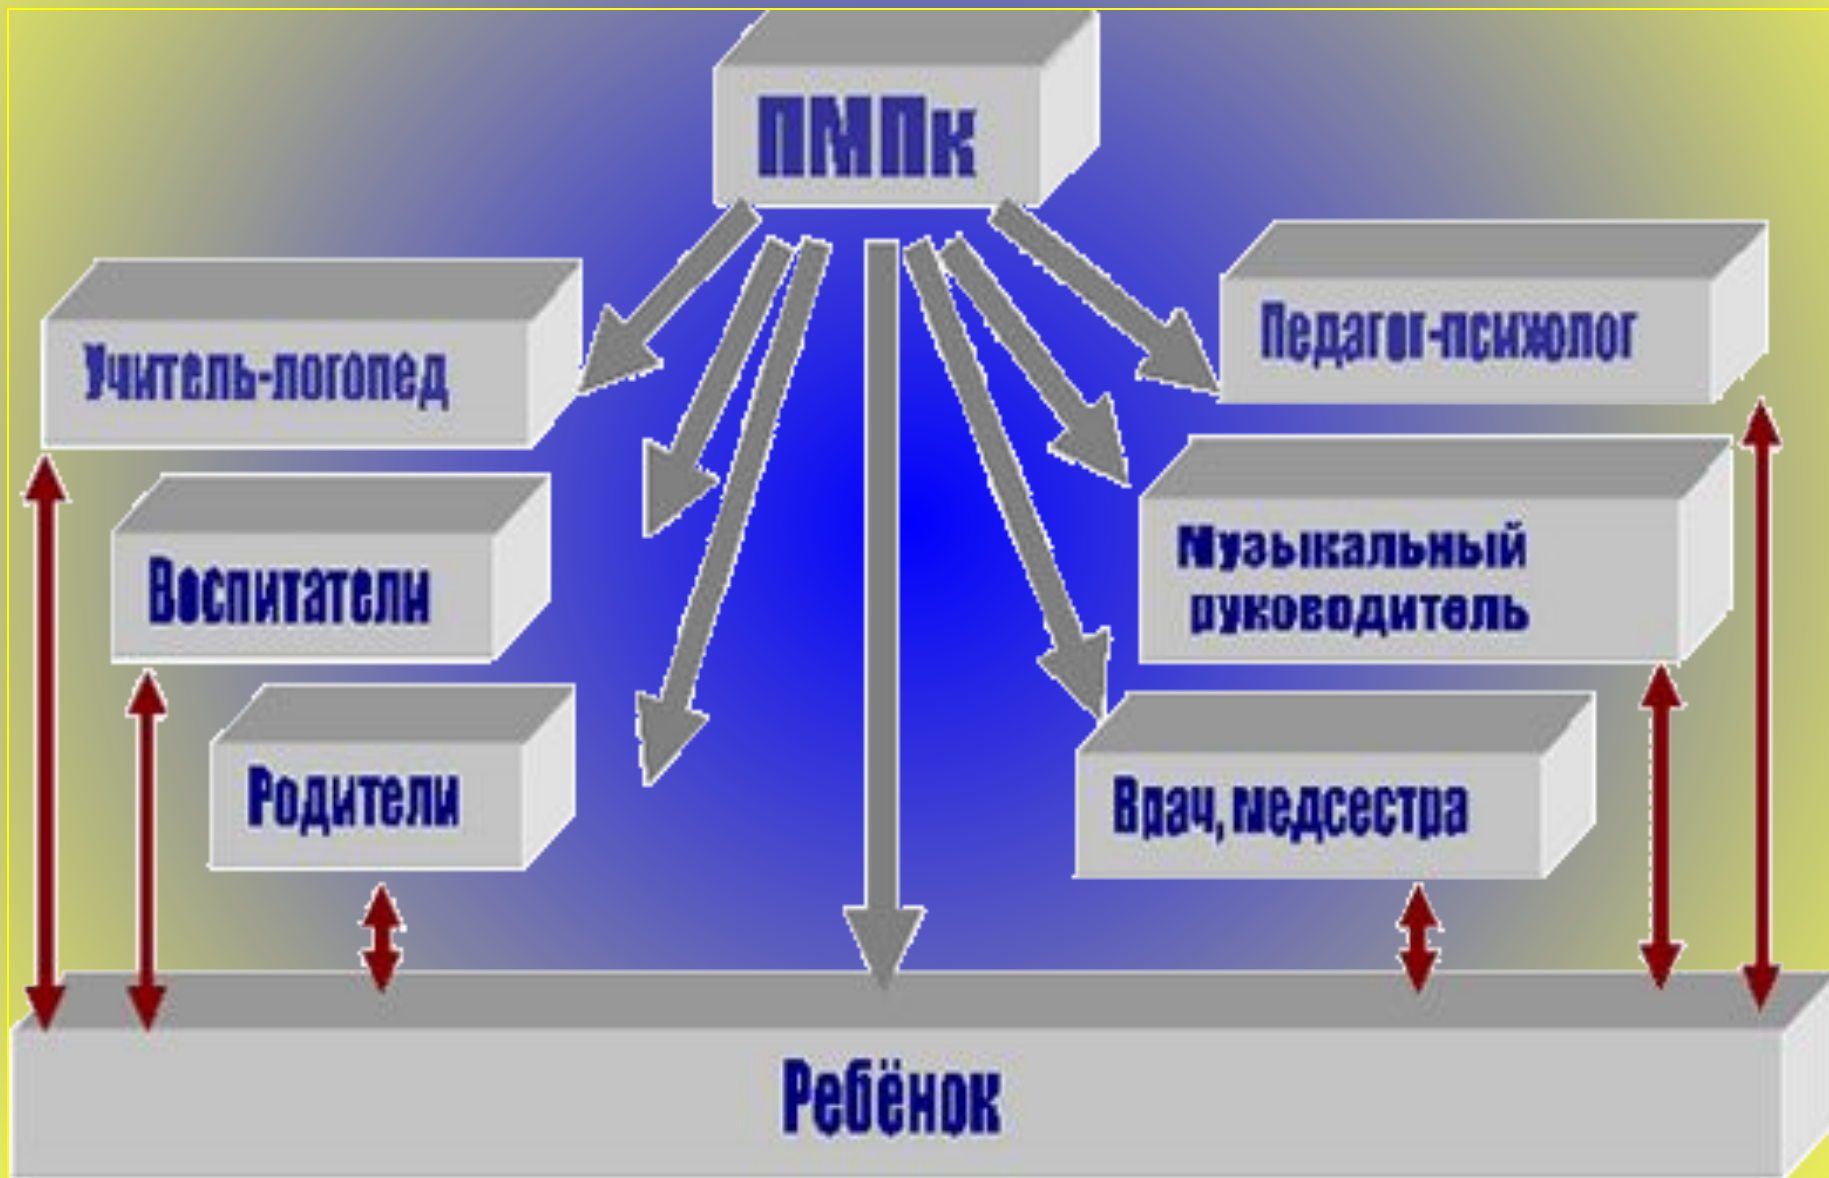 ПМПк
Учитель-логопед
Педагог-психолог
Воспитатели
Музыкальный
руководитель
Родители
Врач, медсестра
Ребёнок